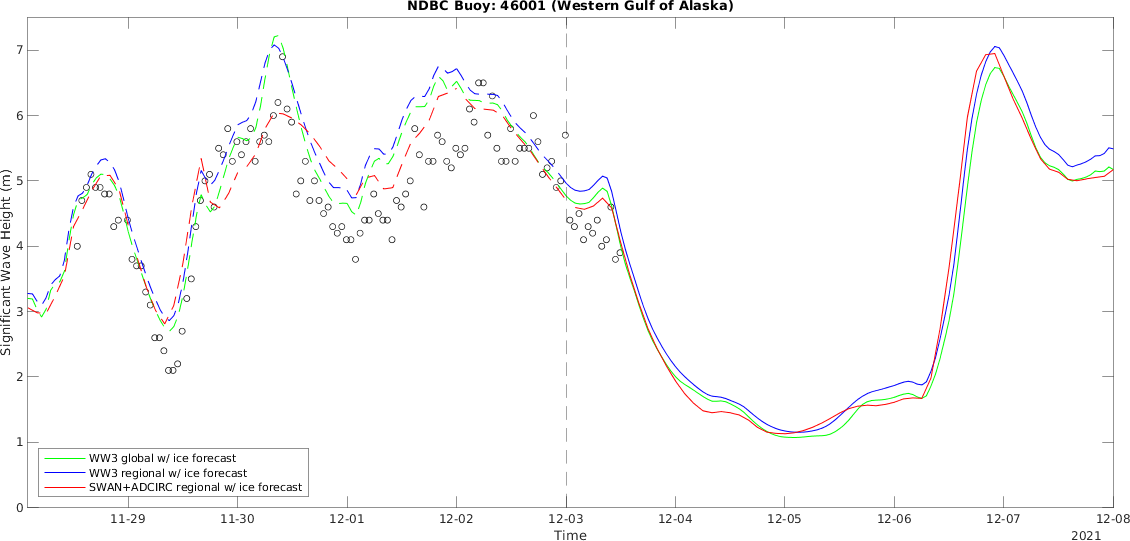 NDBC Buoy: 46001 (Western Gulf of Alaska)
Significant Wave Height (m)
7
6
5
4
3
2
1
0
WW3 global w/ ice forecast
WW3 regional w/ ice forecast
SWAN+ADCIRC regional w/ ice forecast
11-29 11-30 12-01 12-02 12-03 12-04 12-05 12-06 12-07 12-08
Time
2021